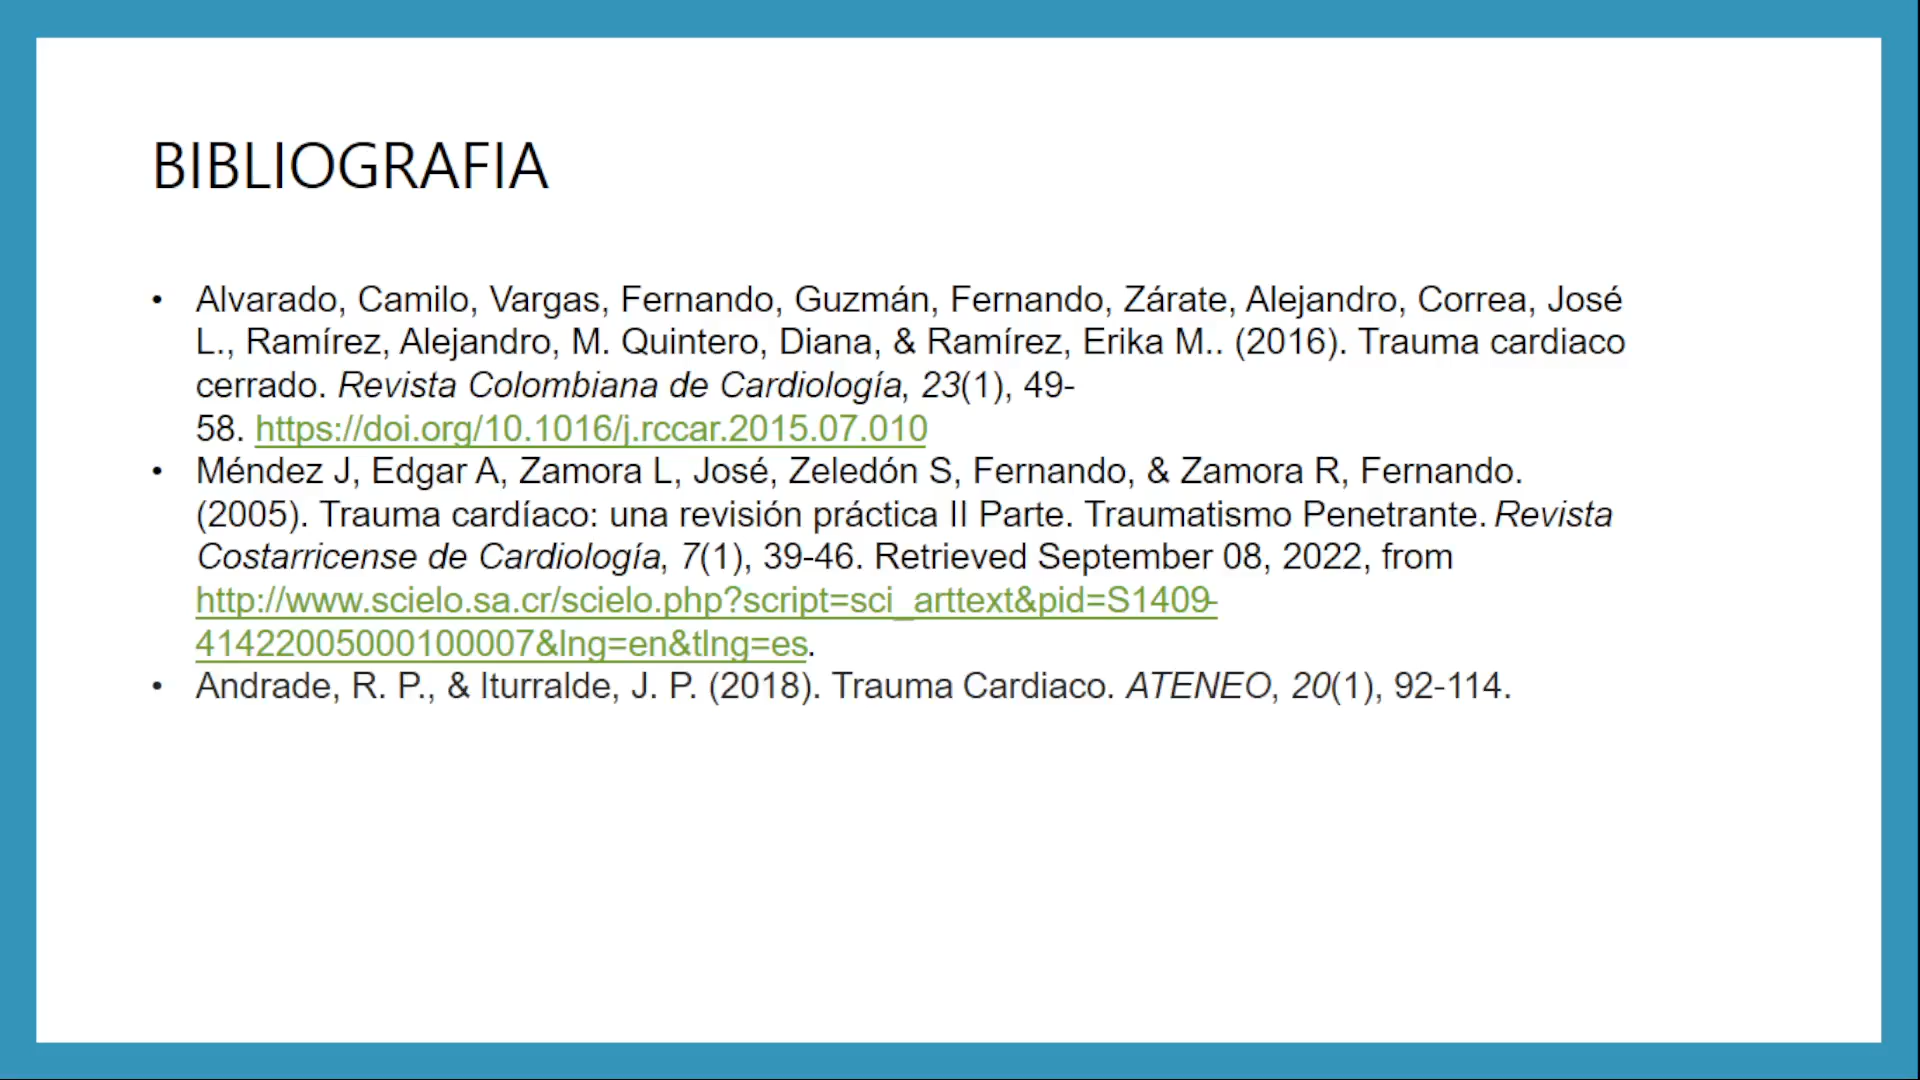 BIBLIOGRAFIA
• Alvarado, Camilo, Vargas, Fernando, Guzmán, Fernando, Zárate, Alejandro, Correa, José
L., Ramírez, Alejandro, M. Quintero, Diana, & Ramírez, Erika M.. (2016). Trauma cardiaco
cerrado. Revista Colombiana de Cardiología, 23(1), 49-
58. https://doi.org/10.1016/j.rccar.2015.07.010
• Méndez J, Edgar A, Zamora L, José, Zeledón S, Fernando, & Zamora R, Fernando.
(2005). Trauma cardíaco: una revisión práctica II Parte. Traumatismo Penetrante. Revista
Costarricense de Cardiología, 7(1), 39-46. Retrieved September 08, 2022, from
http://www.scielo.sa.cr/scielo.php?script=sci_arttext&pid=S1409-
41422005000100007&lng=en&tlng=es.
• Andrade, R. P., & Iturralde, J. P. (2018). Trauma Cardiaco. ATENEO, 20(1), 92-114.